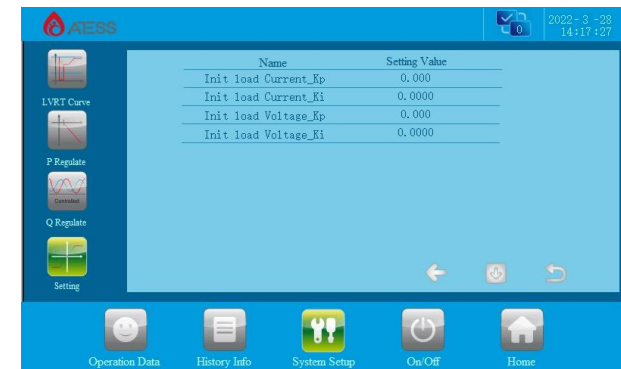 ATESS
0
2022- 3 -28
14:17:27
Name Setting Value
Init load Current_Kp 0.000
Init load Current_Ki 0.0000
Init load Voltage_Kp 0.000
Init load Voltage_Ki 0.0000
LVRT Curve
P Regulate
Controlled
Q Regulate
Setting
Operation Data History Info System Setup On/Off Home